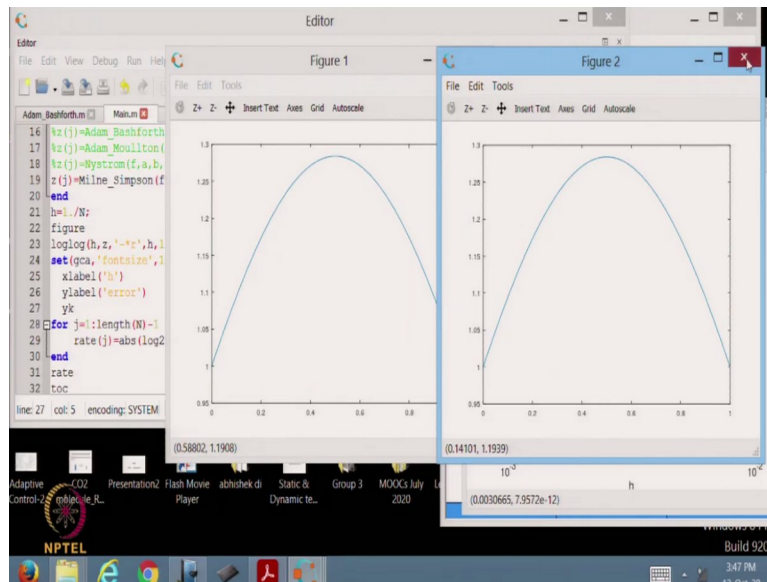 Editor
Editor
File Edit View Debug Run Help
Adam_Bashforth.m Main.m
16 %z(j)=Adam_Bashforth
17 %z(j)=Adam_Moullton(
18 %z(j)=Nystrom(f,a,b,
19 z(j)=Milne_Simpson(f
20 end
21 h=1./N;
22 figure
23 loglog(h,z,'-*r',h,1
24 set(gca,'fontsize',1
25 xlabel('h')
26 ylabel('error')
27 yk
28 for j=1:length(N)-1
29 rate(j)=abs(log2
30 end
31 rate
32 toc
line: 27 col: 5 encoding: SYSTEM
Figure 1
File Edit Tools
Z+ Z- Insert Text Axes Grid Autoscale
1.3
1.25
1.2
1.15
1.1
1.05
1
0.95
0 0.2 0.4 0.6 0.8
(0.58802, 1.1908)
Figure 2
File Edit Tools
Z+ Z- Insert Text Axes Grid Autoscale
1.3
1.25
1.2
1.15
1.1
1.05
1
0.95
0 0.2 0.4 0.6 0.8 1
(0.14101, 1.1939)
10^-3 10^-2
h
(0.0030665, 7.9572e-12)
Adaptive Control-2
CO2 molecule_R...
Presentation2
Flash Movie Player
abhishek di
Static & Dynamic te...
Group 3
MOOCs July 2020
NPTEL
Build 920
3:47 PM